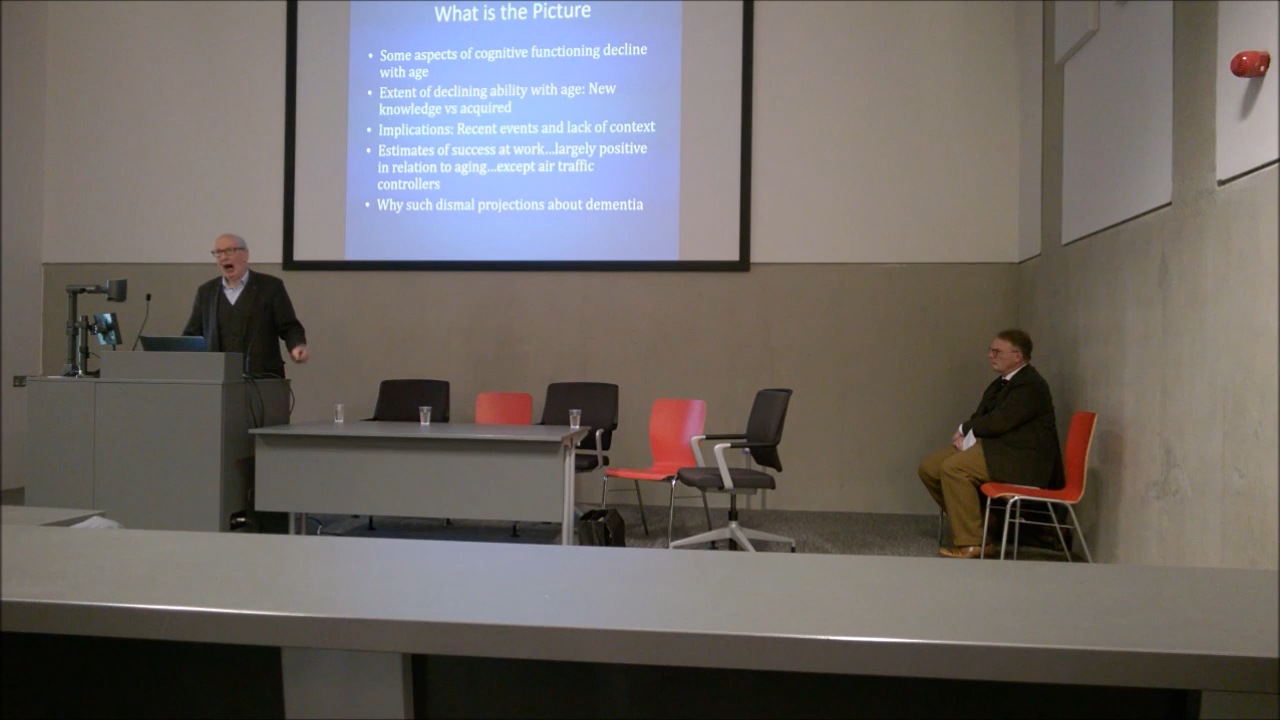 What is the Picture
• Some aspects of cognitive functioning decline
with age
• Extent of declining ability with age: New
knowledge vs acquired
• Implications: Recent events and lack of context
• Estimates of success at work...largely positive
in relation to aging...except air traffic
controllers
• Why such dismal projections about dementia